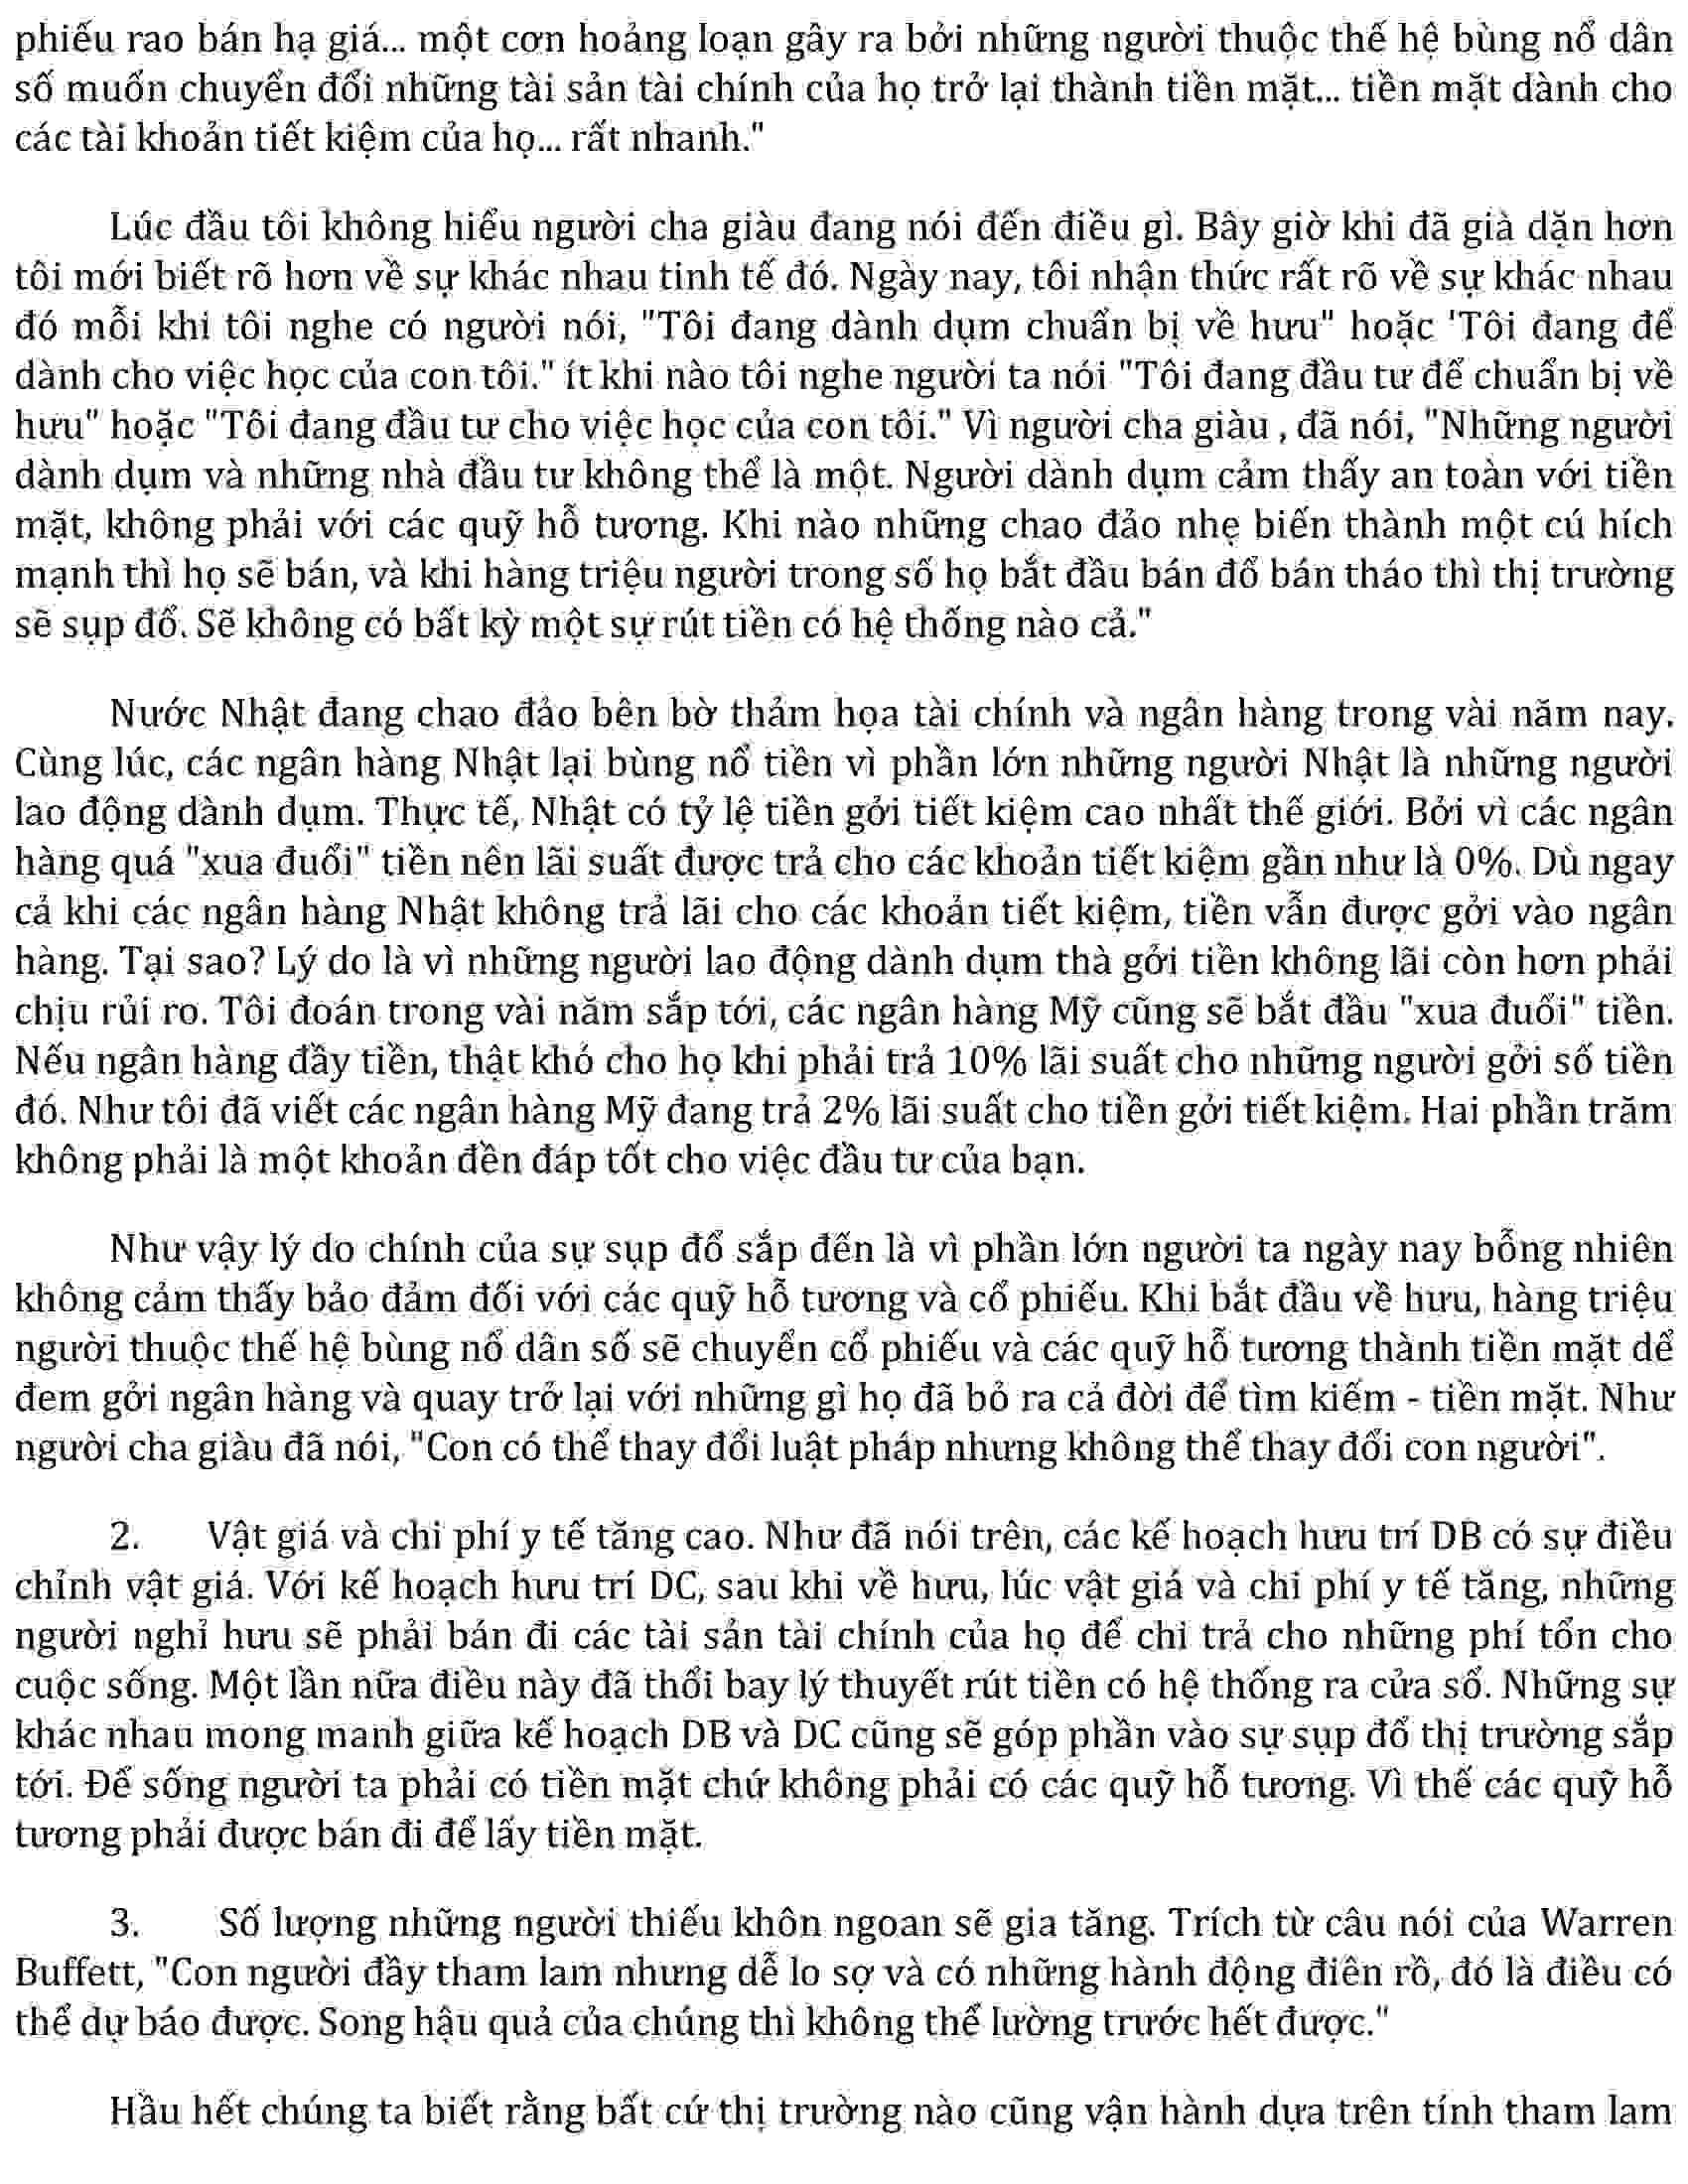 phiếu rao bán hạ giá... một cơn hoảng loạn gây ra bởi những người thuộc thế hệ bùng nổ dân
số muốn chuyển đổi những tài sản tài chính của họ trở lại thành tiền mặt... tiền mặt dành cho
các tài khoản tiết kiệm của họ... rất nhanh."
Lúc đầu tôi không hiểu người cha giàu đang nói đến điều gì. Bây giờ khi đã già dặn hơn
tôi mới biết rõ hơn về sự khác nhau tinh tế đó. Ngày nay, tôi nhận thức rất rõ về sự khác nhau
đó mỗi khi tôi nghe có người nói, "Tôi đang dành dụm chuẩn bị về hưu" hoặc 'Tôi đang để
dành cho việc học của con tôi." ít khi nào tôi nghe người ta nói "Tôi đang đầu tư để chuẩn bị về
hưu" hoặc "Tôi đang đầu tư cho việc học của con tôi." Vì người cha giàu , đã nói, "Những người
dành dụm và những nhà đầu tư không thể là một. Người dành dụm cảm thấy an toàn với tiền
mặt, không phải với các quỹ hỗ tương. Khi nào những chao đảo nhẹ biến thành một cú hích
mạnh thì họ sẽ bán, và khi hàng triệu người trong số họ bắt đầu bán đổ bán tháo thì thị trường
sẽ sụp đổ. Sẽ không có bất kỳ một sự rút tiền có hệ thống nào cả."
Nước Nhật đang chao đảo bên bờ thảm họa tài chính và ngân hàng trong vài năm nay.
Cùng lúc, các ngân hàng Nhật lại bùng nổ tiền vì phần lớn những người Nhật là những người
lao động dành dụm. Thực tế, Nhật có tỷ lệ tiền gởi tiết kiệm cao nhất thế giới. Bởi vì các ngân
hàng quá "xua đuổi" tiền nên lãi suất được trả cho các khoản tiết kiệm gần như là 0%. Dù ngay
cả khi các ngân hàng Nhật không trả lãi cho các khoản tiết kiệm, tiền vẫn được gởi vào ngân
hàng. Tại sao? Lý do là vì những người lao động dành dụm thà gởi tiền không lãi còn hơn phải
chịu rủi ro. Tôi đoán trong vài năm sắp tới, các ngân hàng Mỹ cũng sẽ bắt đầu "xua đuổi" tiền.
Nếu ngân hàng đầy tiền, thật khó cho họ khi phải trả 10% lãi suất cho những người gởi số tiền
đó. Như tôi đã viết các ngân hàng Mỹ đang trả 2% lãi suất cho tiền gởi tiết kiệm. Hai phần trăm
không phải là một khoản đền đáp tốt cho việc đầu tư của bạn.
Như vậy lý do chính của sự sụp đổ sắp đến là vì phần lớn người ta ngày nay bỗng nhiên
không cảm thấy bảo đảm đối với các quỹ hỗ tương và cổ phiếu. Khi bắt đầu về hưu, hàng triệu
người thuộc thế hệ bùng nổ dân số sẽ chuyển cổ phiếu và các quỹ hỗ tương thành tiền mặt dể
đem gởi ngân hàng và quay trở lại với những gì họ đã bỏ ra cả đời để tìm kiếm - tiền mặt. Như
người cha giàu đã nói, "Con có thể thay đổi luật pháp nhưng không thể thay đổi con người".
2. Vật giá và chi phí y tế tăng cao. Như đã nói trên, các kế hoạch hưu trí DB có sự điều
chỉnh vật giá. Với kế hoạch hưu trí DC, sau khi về hưu, lúc vật giá và chi phí y tế tăng, những
người nghỉ hưu sẽ phải bán đi các tài sản tài chính của họ để chi trả cho những phí tổn cho
cuộc sống. Một lần nữa điều này đã thổi bay lý thuyết rút tiền có hệ thống ra cửa sổ. Những sự
khác nhau mong manh giữa kế hoạch DB và DC cũng sẽ góp phần vào sự sụp đổ thị trường sắp
tới. Để sống người ta phải có tiền mặt chứ không phải có các quỹ hỗ tương. Vì thế các quỹ hỗ
tương phải được bán đi để lấy tiền mặt.
3. Số lượng những người thiếu khôn ngoan sẽ gia tăng. Trích từ câu nói của Warren
Buffett, "Con người đầy tham lam nhưng dễ lo sợ và có những hành động điên rồ, đó là điều có
thể dự báo được. Song hậu quả của chúng thì không thể lường trước hết được."
Hầu hết chúng ta biết rằng bất cứ thị trường nào cũng vận hành dựa trên tính tham lam